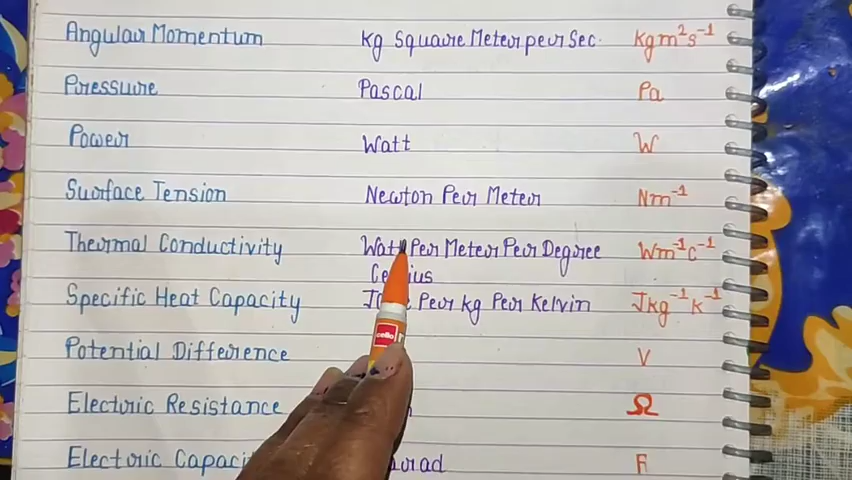 Angular Momentum kg Square Meter per Sec. kgm²s⁻¹
Pressure Pascal Pa
Power Watt W
Surface Tension Newton Per Meter Nm⁻¹
Thermal Conductivity Watt Per Meter Per Degree Wm⁻¹c⁻¹
Specific Heat Capacity Per kg Per Kelvin Jkg⁻¹k⁻¹
Potential Difference V
Electric Resistance Ω
Electric F
cello